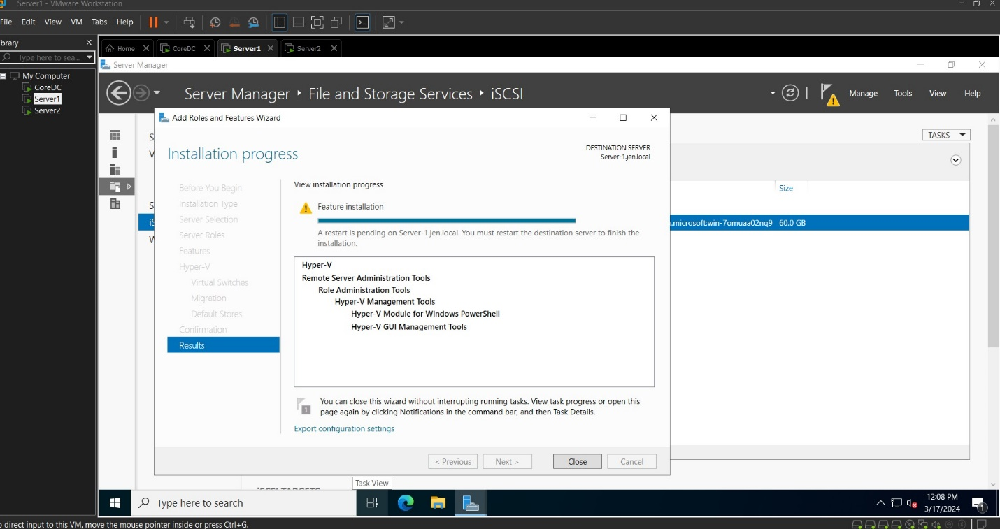 Server1 - VMware Workstation
File Edit View VM Tabs Help
brary
Type here to sea...
My Computer
CoreDC
Server1
Server2
Home CoreDC Server1 Server2
Server Manager
Server Manager File and Storage Services iSCSI
Manage Tools View Help
TASKS
Size
.microsoft:win-7omuaa02nq9 60.0 GB
Add Roles and Features Wizard
Installation progress
DESTINATION SERVER
Server-1.jen.local
Before You Begin
Installation Type
Server Selection
Server Roles
Features
Hyper-V
Virtual Switches
Migration
Default Stores
Confirmation
Results
View installation progress
Feature installation
A restart is pending on Server-1.jen.local. You must restart the destination server to finish the
installation.
Hyper-V
Remote Server Administration Tools
Role Administration Tools
Hyper-V Management Tools
Hyper-V Module for Windows PowerShell
Hyper-V GUI Management Tools
1
You can close this wizard without interrupting running tasks. View task progress or open this
page again by clicking Notifications in the command bar, and then Task Details.
Export configuration settings
< Previous Next > Close Cancel
Task View
Type here to search
12:08 PM
3/17/2024
1
o direct input to this VM, move the mouse pointer inside or press Ctrl+G.